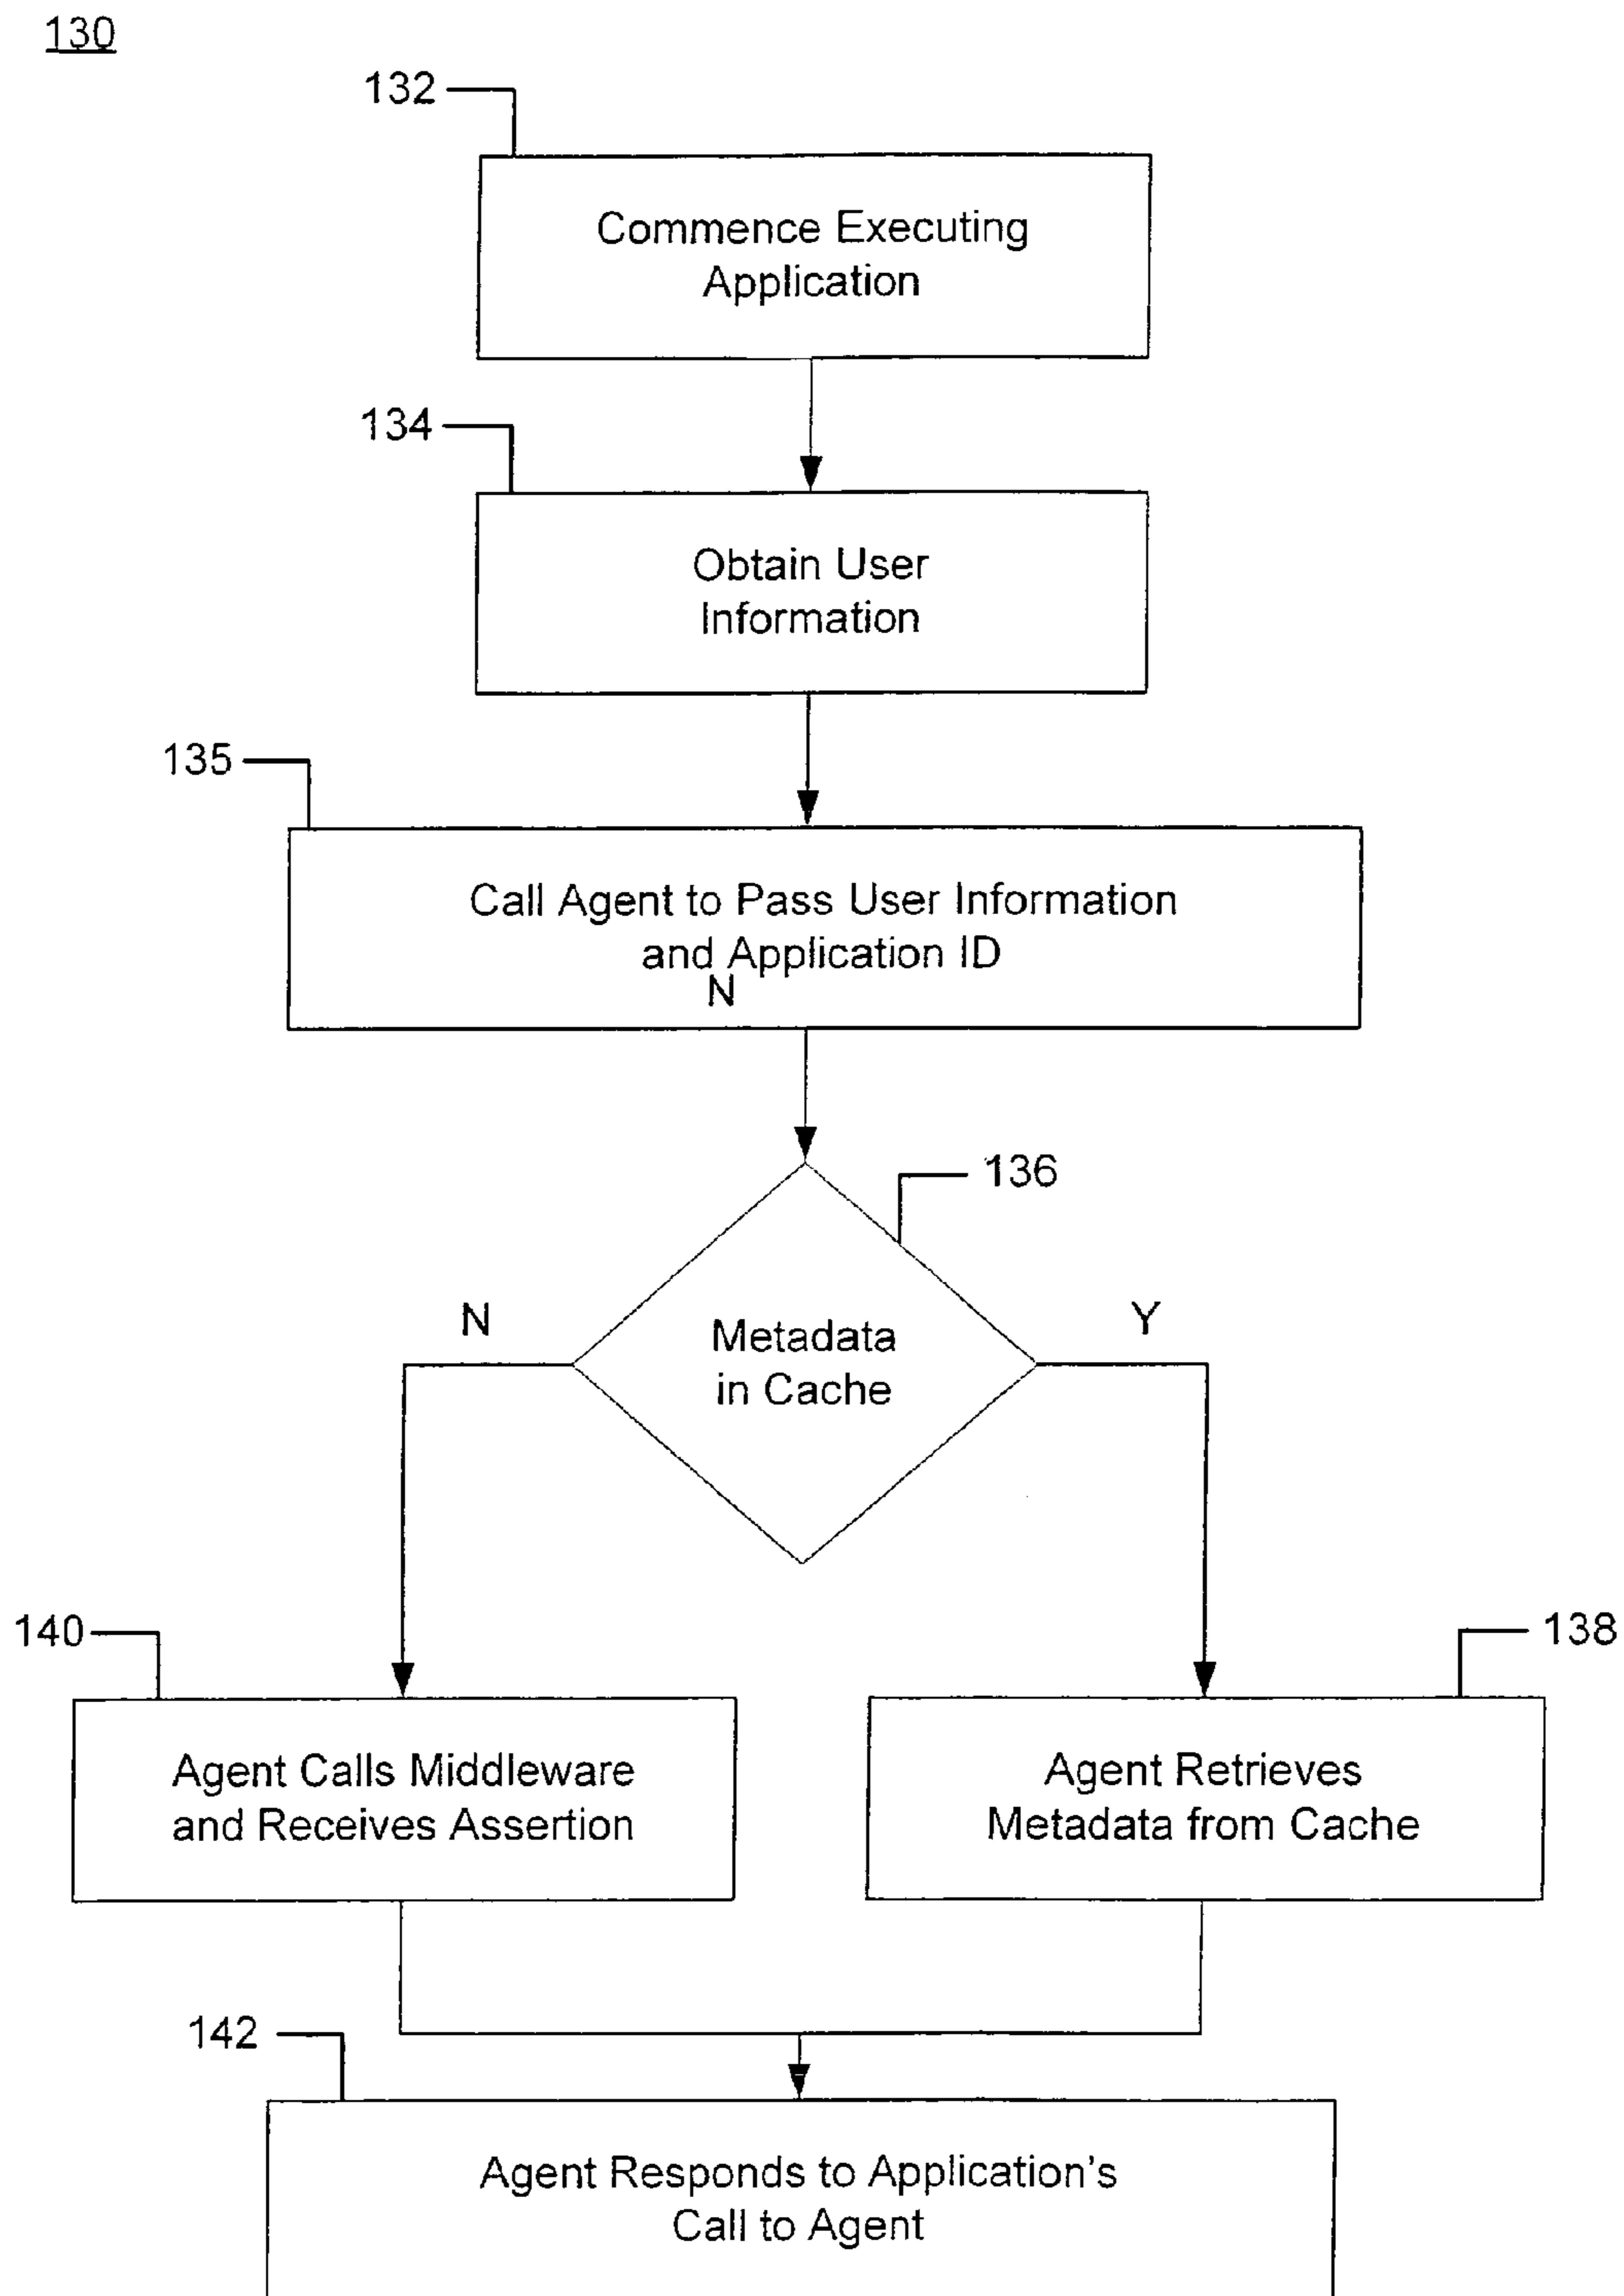 130
132
Commence Executing
Application
134
Obtain User
Information
135
Call Agent to Pass User Information
and Application ID
N
136
N
Y
Metadata
in Cache
140
138
Agent Calls Middleware
and Receives Assertion
Agent Retrieves
Metadata from Cache
142
Agent Responds to Application's
Call to Agent